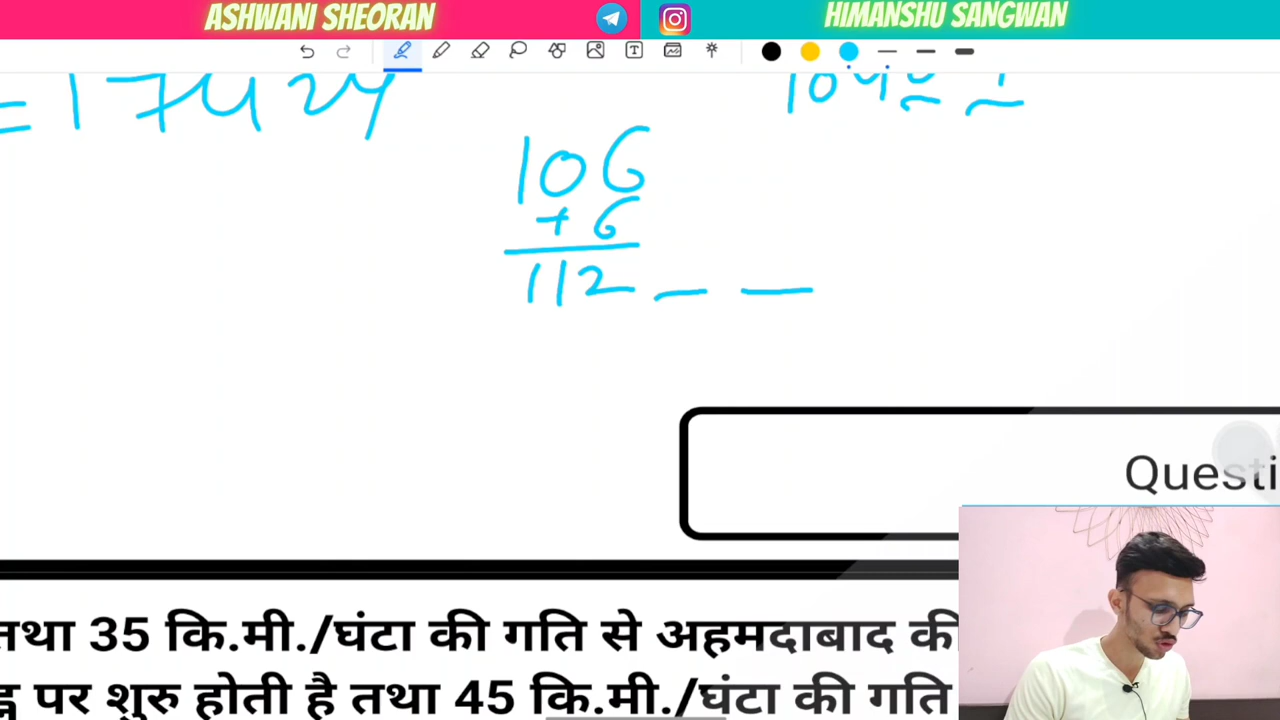 ASHWANI SHEORAN
HIMANSHU SANGWAN
T
= 17424
106
+ 6
112 _ _
Questi
तथा 35 कि.मी./घंटा की गति से अहमदाबाद की
पर शुरु होती है तथा 45 कि.मी./घंटा की गति